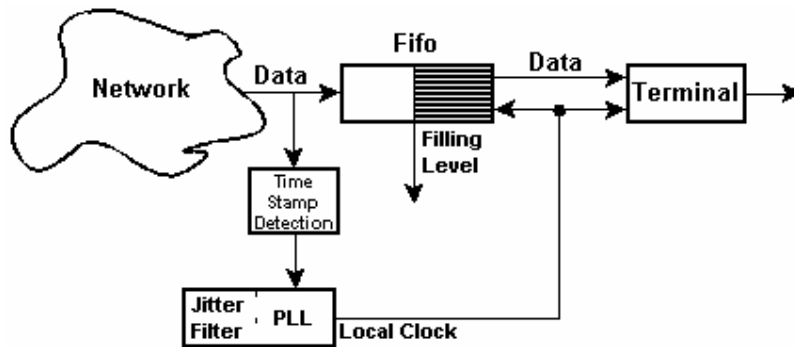 Fifo
Network
Data
Data
Terminal
Filling
Level
Time
Stamp
Detection
Jitter
Filter
PLL
Local Clock